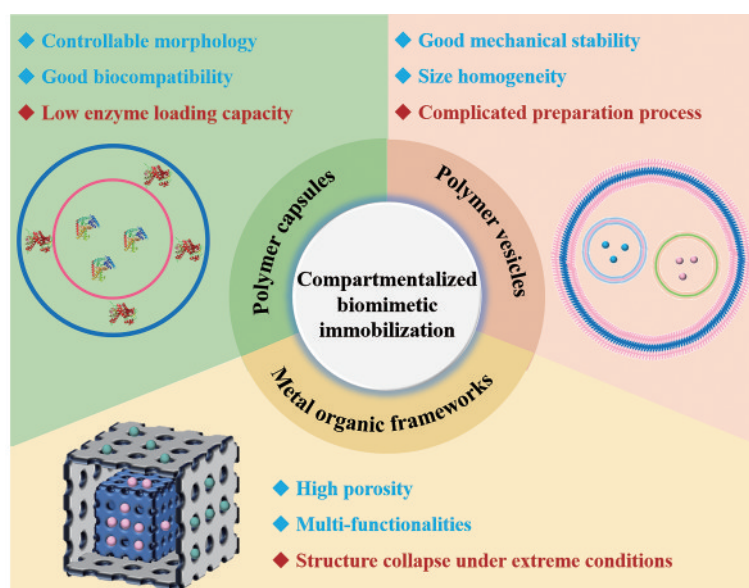 ◆ Controllable morphology
◆ Good biocompatibility
◆ Low enzyme loading capacity
◆ Good mechanical stability
◆ Size homogeneity
◆ Complicated preparation process
Polymer capsules
Polymer vesicles
Compartmentalized
biomimetic
immobilization
Metal organic frameworks
◆ High porosity
◆ Multi-functionalities
◆ Structure collapse under extreme conditions